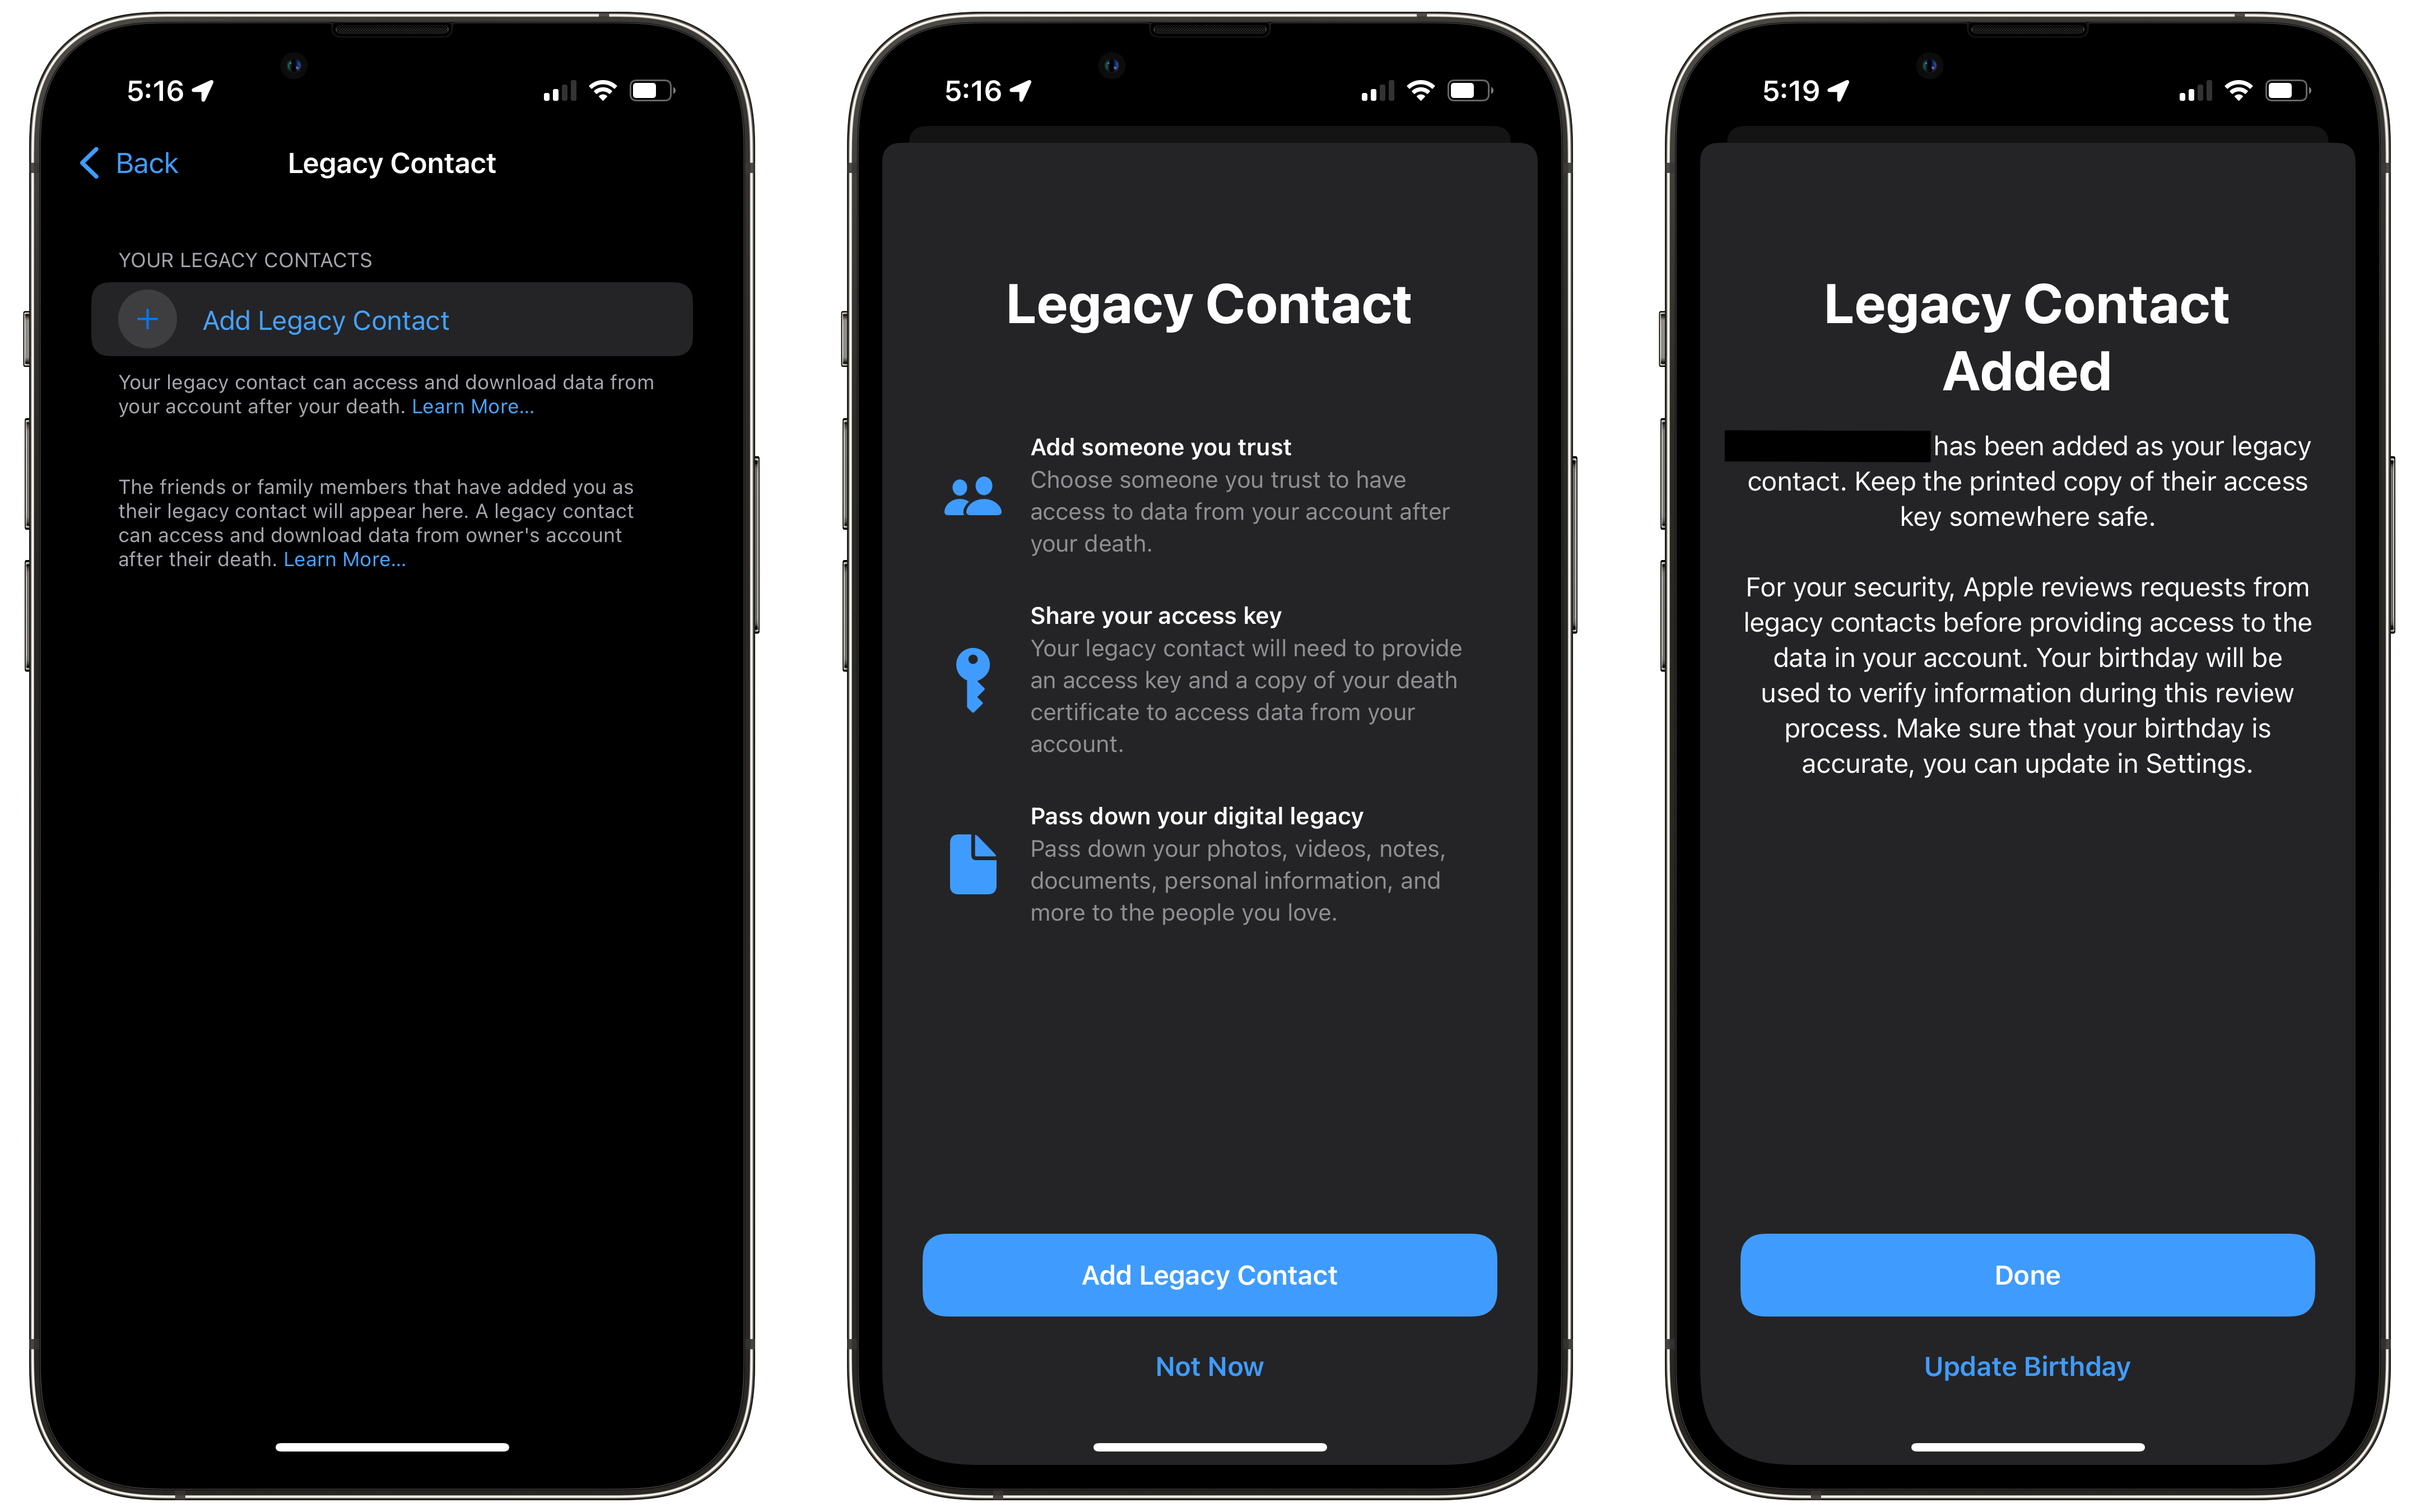 5:16
Back
Legacy Contact
YOUR LEGACY CONTACTS
Add Legacy Contact
Your legacy contact can access and download data from
your account after your death. Learn More...
The friends or family members that have added you as
their legacy contact will appear here. A legacy contact
can access and download data from owner's account
after their death. Learn More...
5:16
Legacy Contact
Add someone you trust
Choose someone you trust to have
access to data from your account after
your death.
Share your access key
Your legacy contact will need to provide
an access key and a copy of your death
certificate to access data from your
account.
Pass down your digital legacy
Pass down your photos, videos, notes,
documents, personal information, and
more to the people you love.
Add Legacy Contact
Not Now
5:19
Legacy Contact
Added
has been added as your legacy
contact. Keep the printed copy of their access
key somewhere safe.
For your security, Apple reviews requests from
legacy contacts before providing access to the
data in your account. Your birthday will be
used to verify information during this review
process. Make sure that your birthday is
accurate, you can update in Settings.
Done
Update Birthday